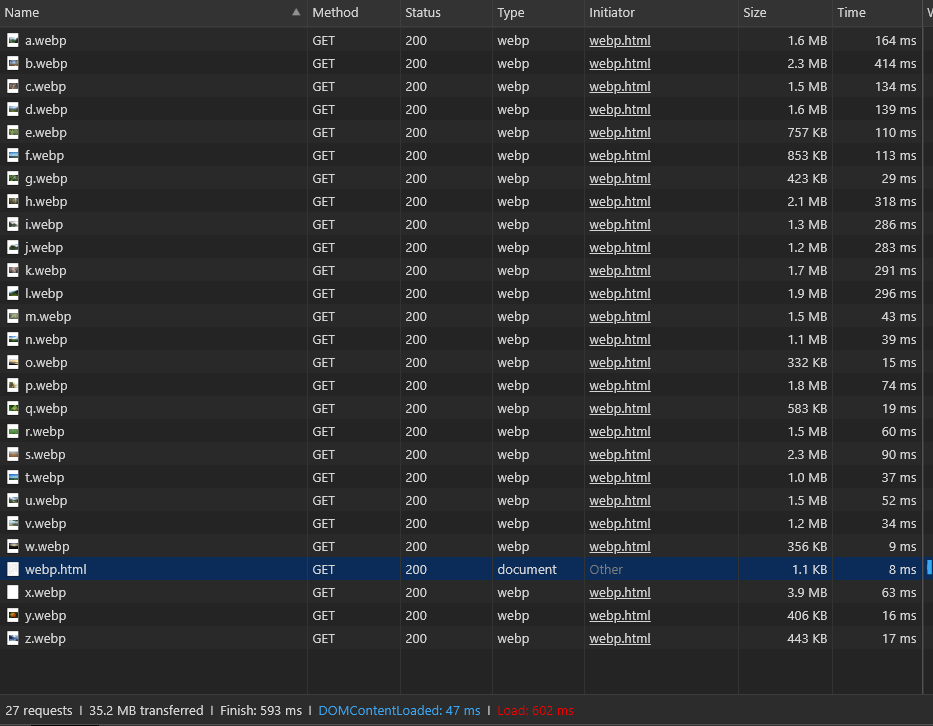 Name Method Status Type Initiator Size Time
a.webp GET 200 webp webp.html 1.6 MB 164 ms
b.webp GET 200 webp webp.html 2.3 MB 414 ms
c.webp GET 200 webp webp.html 1.5 MB 134 ms
d.webp GET 200 webp webp.html 1.6 MB 139 ms
e.webp GET 200 webp webp.html 757 KB 110 ms
f.webp GET 200 webp webp.html 853 KB 113 ms
g.webp GET 200 webp webp.html 423 KB 29 ms
h.webp GET 200 webp webp.html 2.1 MB 318 ms
i.webp GET 200 webp webp.html 1.3 MB 286 ms
j.webp GET 200 webp webp.html 1.2 MB 283 ms
k.webp GET 200 webp webp.html 1.7 MB 291 ms
l.webp GET 200 webp webp.html 1.9 MB 296 ms
m.webp GET 200 webp webp.html 1.5 MB 43 ms
n.webp GET 200 webp webp.html 1.1 MB 39 ms
o.webp GET 200 webp webp.html 332 KB 15 ms
p.webp GET 200 webp webp.html 1.8 MB 74 ms
q.webp GET 200 webp webp.html 583 KB 19 ms
r.webp GET 200 webp webp.html 1.5 MB 60 ms
s.webp GET 200 webp webp.html 2.3 MB 90 ms
t.webp GET 200 webp webp.html 1.0 MB 37 ms
u.webp GET 200 webp webp.html 1.5 MB 52 ms
v.webp GET 200 webp webp.html 1.2 MB 34 ms
w.webp GET 200 webp webp.html 356 KB 9 ms
webp.html GET 200 document Other 1.1 KB 8 ms
x.webp GET 200 webp webp.html 3.9 MB 63 ms
y.webp GET 200 webp webp.html 406 KB 16 ms
z.webp GET 200 webp webp.html 443 KB 17 ms
27 requests | 35.2 MB transferred | Finish: 593 ms | DOMContentLoaded: 47 ms | Load: 602 ms